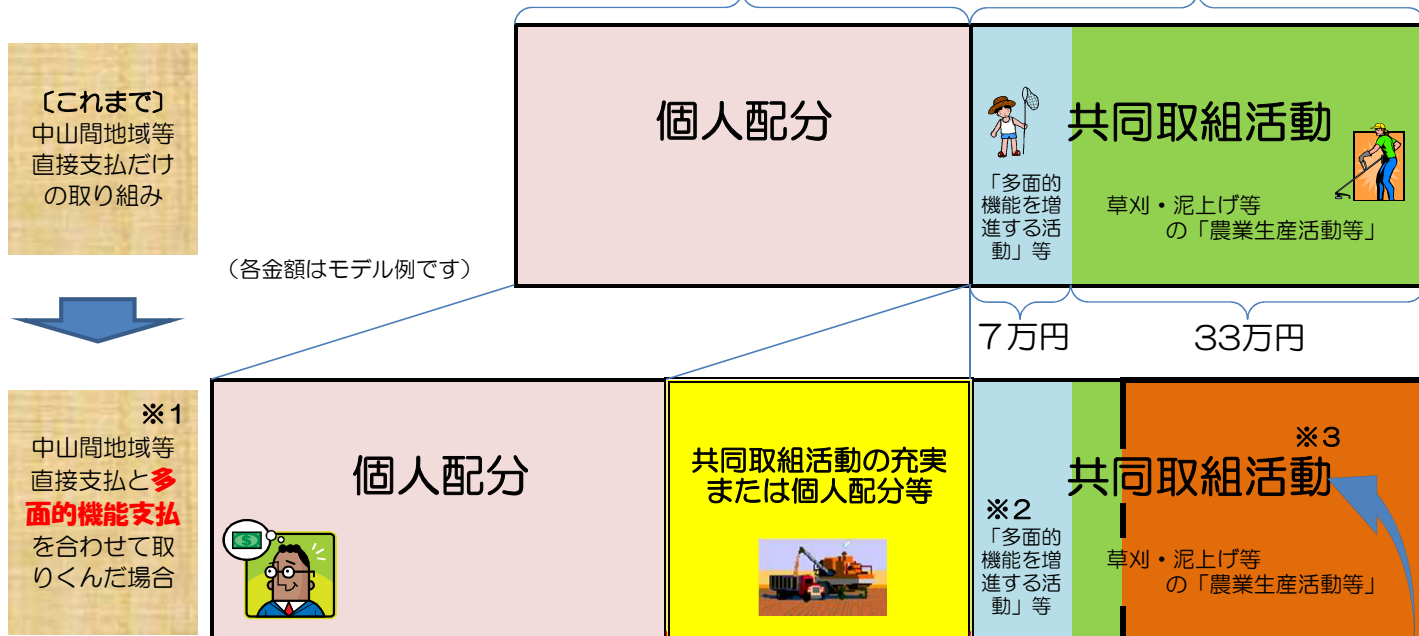 〔これまで〕
中山間地域等
直接支払だけ
の取り組み
個人配分
共同取組活動
「多面的
機能を増
進する活
動」等
草刈・泥上げ等
の「農業生産活動等」
（各金額はモデル例です）
７万円
33万円
※１
中山間地域等
直接支払と多
面的機能支払
を合わせて取
りくんだ場合
個人配分
共同取組活動の充実
または個人配分等
※３
共同取組活動
※２
「多面的
機能を増
進する活
動」等
草刈・泥上げ等
の「農業生産活動等」